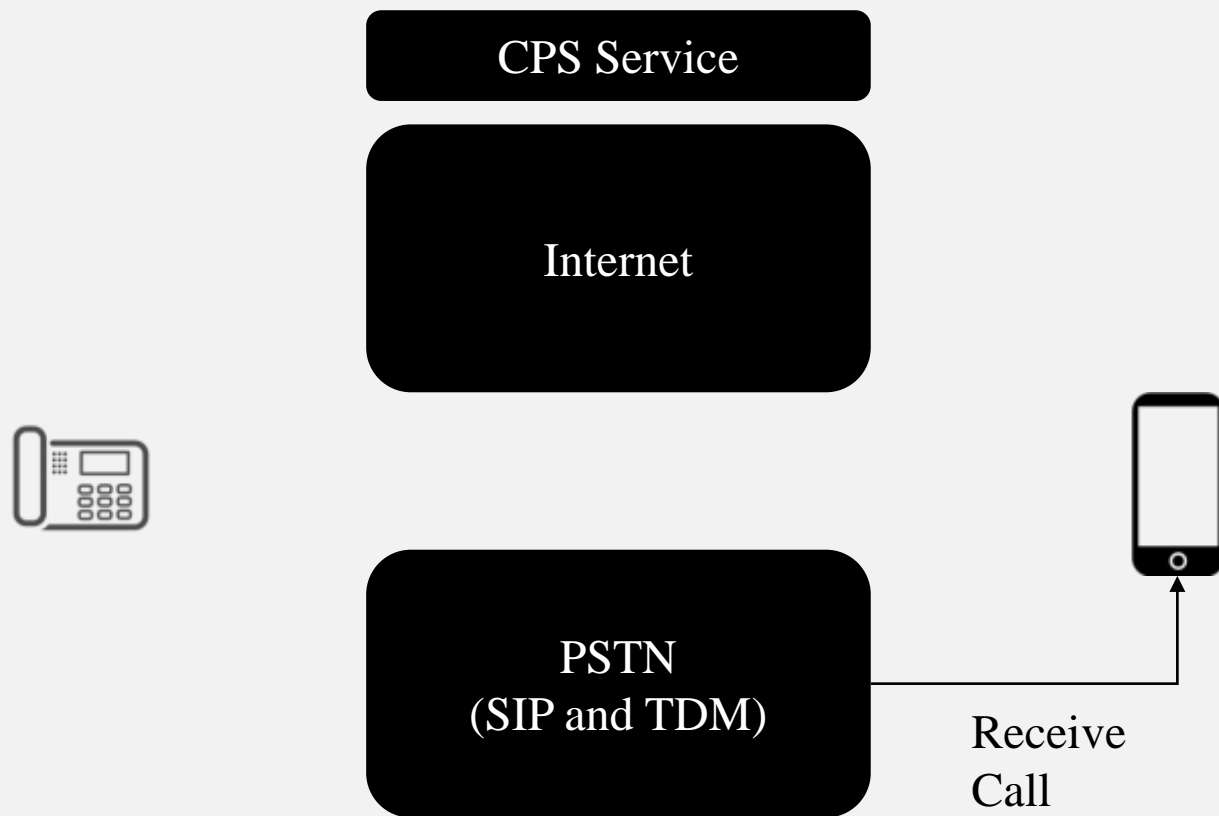 CPS Service
Internet
PSTN
(SIP and TDM)
Receive
Call